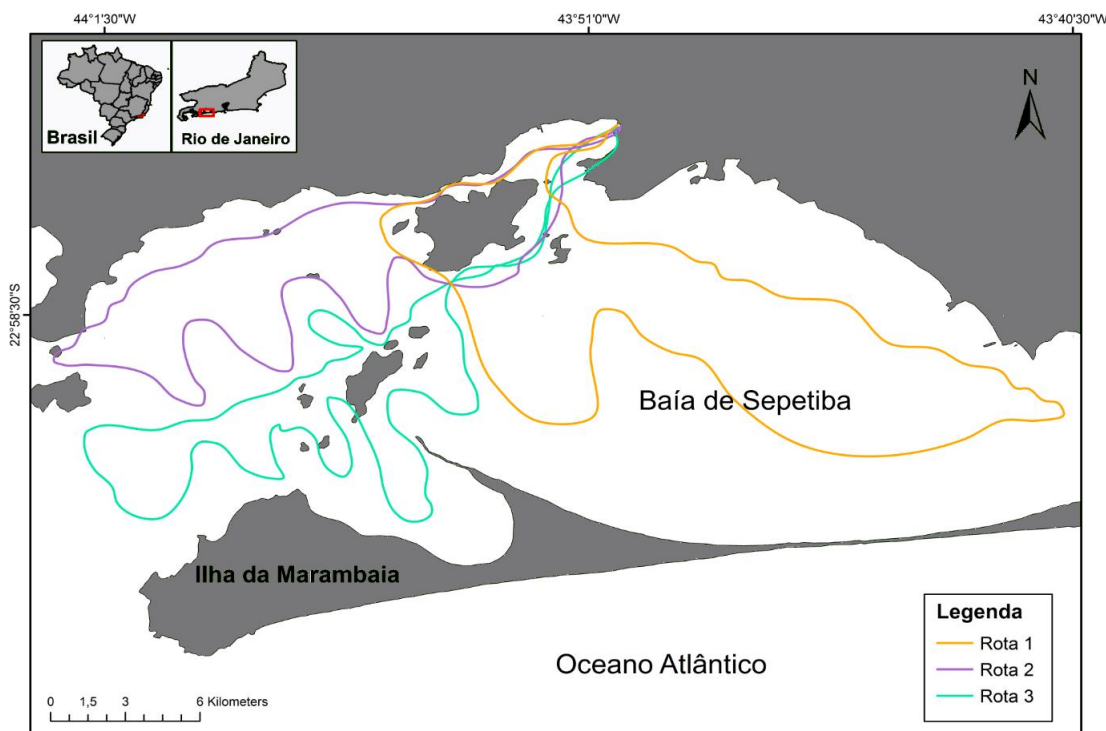 44°1'30"W
43°51'0"W
43°40'30"W
N
Brasil
Rio de Janeiro
22°58'30"S
Baía de Sepetiba
Ilha da Marambaia
Oceano Atlântico
Legenda
Rota 1
Rota 2
Rota 3
0 1,5 3 6 Kilometers